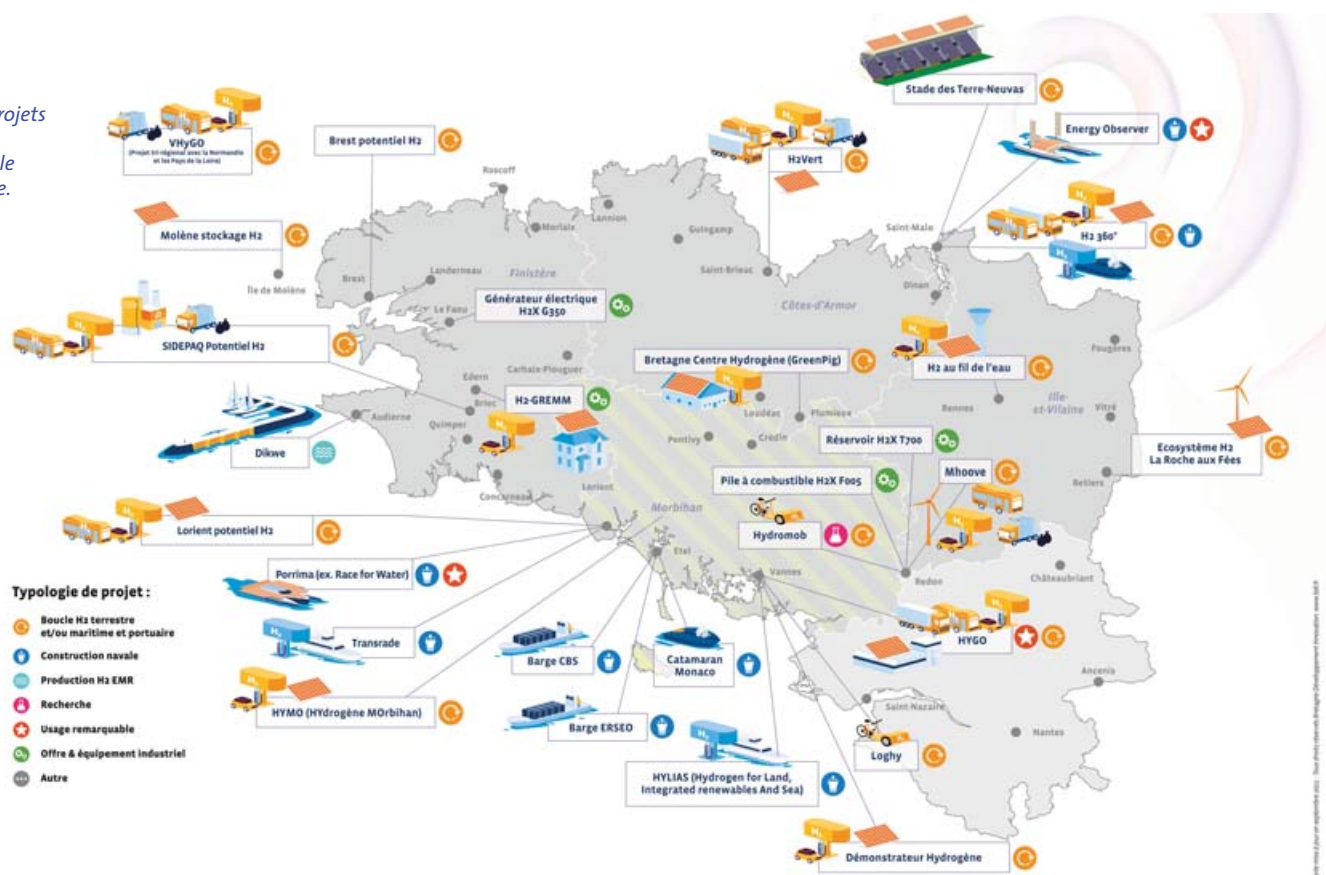 rojets
le
e.
VHyGO
(Projet tri-régional avec la Normandie
et les Pays de la Loire)
Brest potentiel H2
Stade des Terre-Neuvas
Energy Observer
H2Vert
H2 360°
Molène stockage H2
Roscoff
Lannion
Morlaix
Guingamp
Saint-Malo
Saint-Brieuc
Dinan
Île de Molène
Brest
Landerneau
Finistère
Côtes-d'Armor
Générateur électrique
H2X G350
Le Faou
SIDEPAQ Potentiel H2
Carhaix-Plouguer
Bretagne Centre Hydrogène (GreenPig)
H2 au fil de l'eau
Fougères
Edern
Briec
H2-GREMM
Loudéac
Plumieux
Rennes
Ille-
et-Vilaine
Vitré
Audierne
Quimper
Pontivy
Crédin
Réservoir H2X T700
Ecosystème H2
La Roche aux Fées
Dikwe
Pile à combustible H2X F005
Mhoove
Retiers
Concarneau
Lorient
Morbihan
Hydromob
Lorient potentiel H2
Etel
Vannes
Redon
Châteaubriant
Porrima (ex. Race for Water)
Typologie de projet :
Boucle H2 terrestre
et/ou maritime et portuaire
Construction navale
Production H2 EMR
Recherche
Usage remarquable
Offre & équipement industriel
Autre
Transrade
Barge CBS
Catamaran
Monaco
HYGO
HYMO (HYdrogène MOrbihan)
Barge ERSEO
Saint-Nazaire
Ancenis
Nantes
Loghy
HYLIAS (Hydrogen for Land,
Integrated renewables And Sea)
Démonstrateur Hydrogène